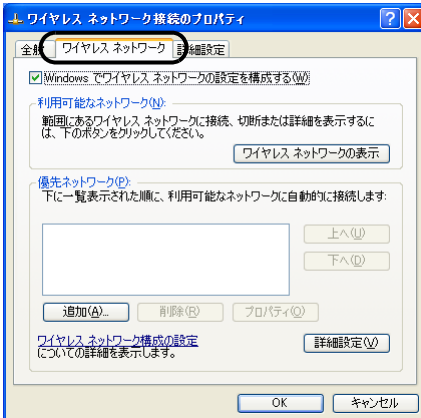 ワイヤレス ネットワーク接続のプロパティ
全般 ワイヤレス ネットワーク 詳細設定
Windows でワイヤレス ネットワークの設定を構成する(W)
利用可能なネットワーク(N):
範囲にあるワイヤレス ネットワークに接続、切断または詳細を表示するに
は、下のボタンをクリックしてください。
ワイヤレス ネットワークの表示
優先ネットワーク(P):
下に一覧表示された順に、利用可能なネットワークに自動的に接続します:
上へ(U)
下へ(D)
追加(A)... 削除(R) プロパティ(O)
ワイヤレス ネットワーク構成の設定
についての詳細を表示します。
詳細設定(V)
OK キャンセル